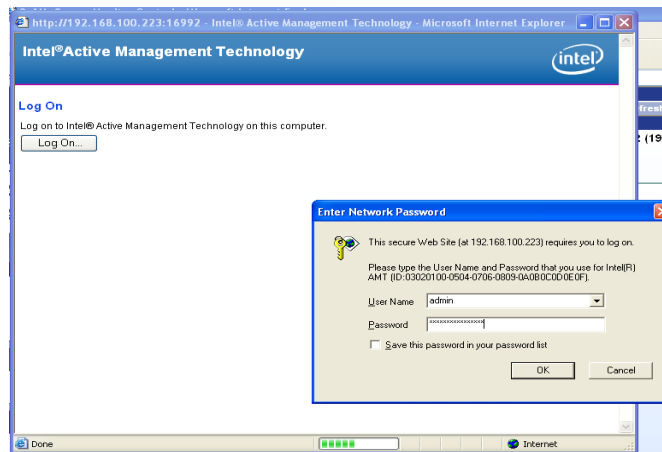 http://192.168.100.223:16992 - Intel® Active Management Technology - Microsoft Internet Explorer
Intel®Active Management Technology
intel
Log On
Log on to Intel® Active Management Technology on this computer.
Log On...
Enter Network Password
This secure Web Site (at 192.168.100.223) requires you to log on.
Please type the User Name and Password that you use for Intel(R)
AMT (ID:03020100-0504-0706-0809-0A0B0C0D0E0F).
User Name admin
Password
Save this password in your password list
OK Cancel
Done Internet